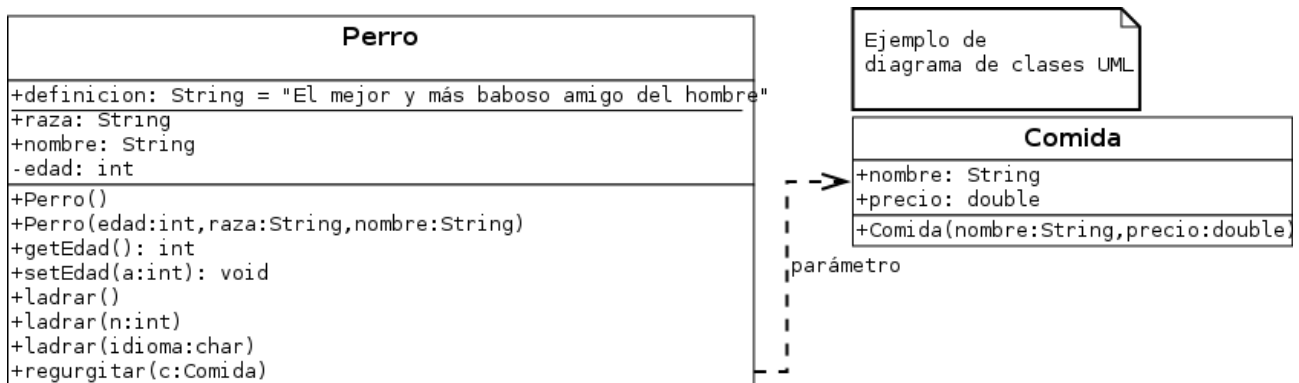 Perro
+definicion: String = "El mejor y más baboso amigo del hombre"
+raza: String
+nombre: String
-edad: int
+Perro()
+Perro(edad:int,raza:String,nombre:String)
+getEdad(): int
+setEdad(a:int): void
+ladrar()
+ladrar(n:int)
+ladrar(idioma:char)
+regurgitar(c:Comida)
parámetro
Ejemplo de
diagrama de clases UML
Comida
+nombre: String
+precio: double
+Comida(nombre:String,precio:double)